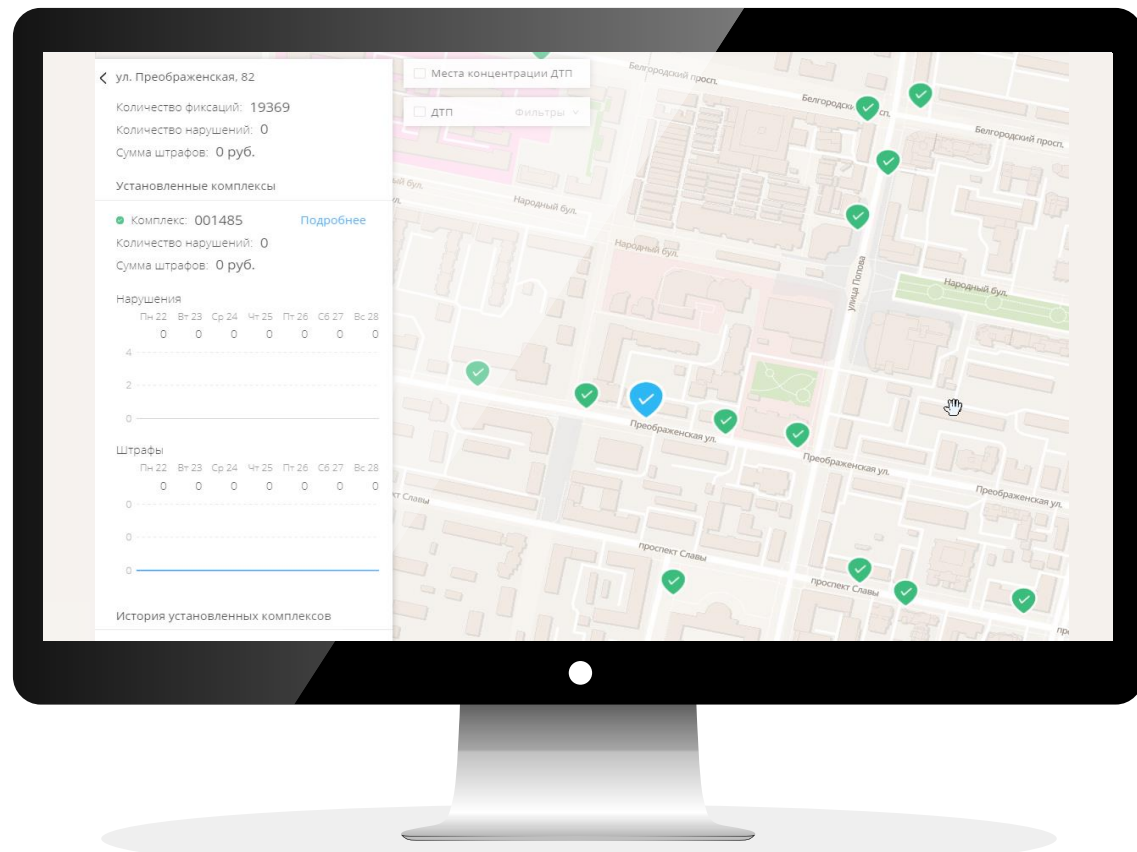 ул. Преображенская, 82
Количество фиксаций: 19369
Количество нарушений: 0
Сумма штрафов: 0 руб.
Установленные комплексы
Комплекс: 001485 Подробнее
Количество нарушений: 0
Сумма штрафов: 0 руб.
Нарушения
Пн 22 Вт 23 Ср 24 Чт 25 Пт 26 Сб 27 Вс 28
0 0 0 0 0 0 0
4
2
0
Штрафы
Пн 22 Вт 23 Ср 24 Чт 25 Пт 26 Сб 27 Вс 28
0 0 0 0 0 0 0
0
0
0
История установленных комплексов
Места концентрации ДТП
ДТП Фильтры
Белгородский просп.
Белгородский просп.
Народный бул.
Народный бул.
улица Попова
Народный бул.
Преображенская ул.
Преображенская ул.
Преображенская ул.
кт Славы
проспект Славы
проспект Славы